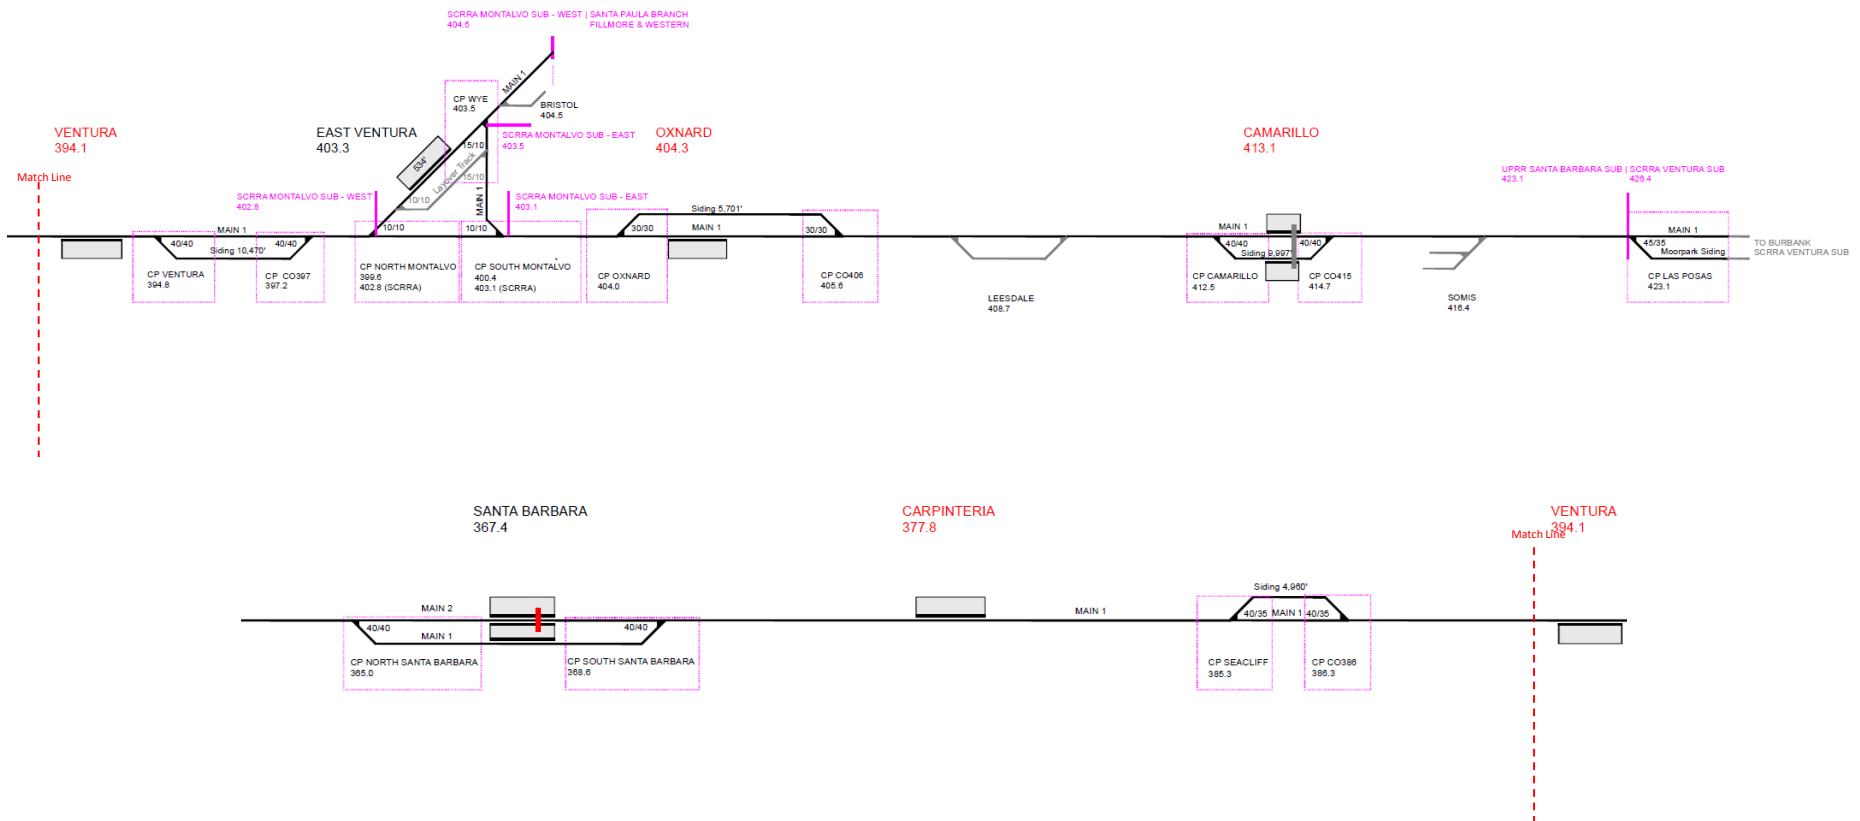 SCRRA MONTALVO SUB - WEST | SANTA PAULA BRANCH
404.5 FILLMORE & WESTERN
MAIN 1
CP WYE
403.5
BRISTOL
404.5
VENTURA
394.1
EAST VENTURA
403.3
SCRRA MONTALVO SUB - EAST
403.5
OXNARD
404.3
CAMARILLO
413.1
534'
15/10
Layover Track
15/10
10/10
MAIN 1
Match Line
UPRR SANTA BARBARA SUB | SCRRA VENTURA SUB
423.1 426.4
SCRRA MONTALVO SUB - WEST
402.8
SCRRA MONTALVO SUB - EAST
403.1
Siding 5,701'
MAIN 1
10/10
10/10
30/30
MAIN 1
30/30
MAIN 1
MAIN 1
40/40
Siding 10,470'
40/40
40/40
Siding 9,997'
40/40
45/35
Moorpark Siding
TO BURBANK
SCRRA VENTURA SUB
CP VENTURA
394.8
CP CO397
397.2
CP NORTH MONTALVO
399.6
402.8 (SCRRA)
CP SOUTH MONTALVO
400.4
403.1 (SCRRA)
CP OXNARD
404.0
CP CO406
405.6
LEESDALE
408.7
CP CAMARILLO
412.5
CP CO415
414.7
SOMIS
416.4
CP LAS POSAS
423.1
SANTA BARBARA
367.4
CARPINTERIA
377.8
VENTURA
394.1
Match Line
Siding 4,960'
MAIN 2
MAIN 1
40/35
MAIN 1
40/35
40/40
MAIN 1
40/40
CP NORTH SANTA BARBARA
365.0
CP SOUTH SANTA BARBARA
368.6
CP SEACLIFF
385.3
CP CO386
386.3